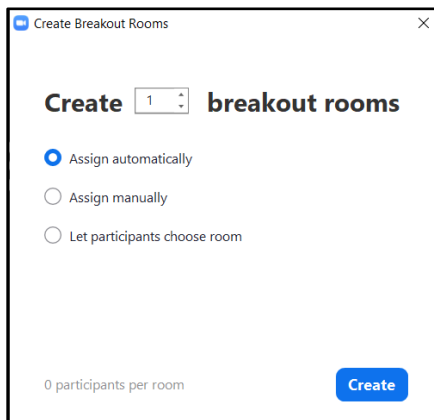 Create Breakout Rooms
Create 1 breakout rooms
Assign automatically
Assign manually
Let participants choose room
0 participants per room
Create